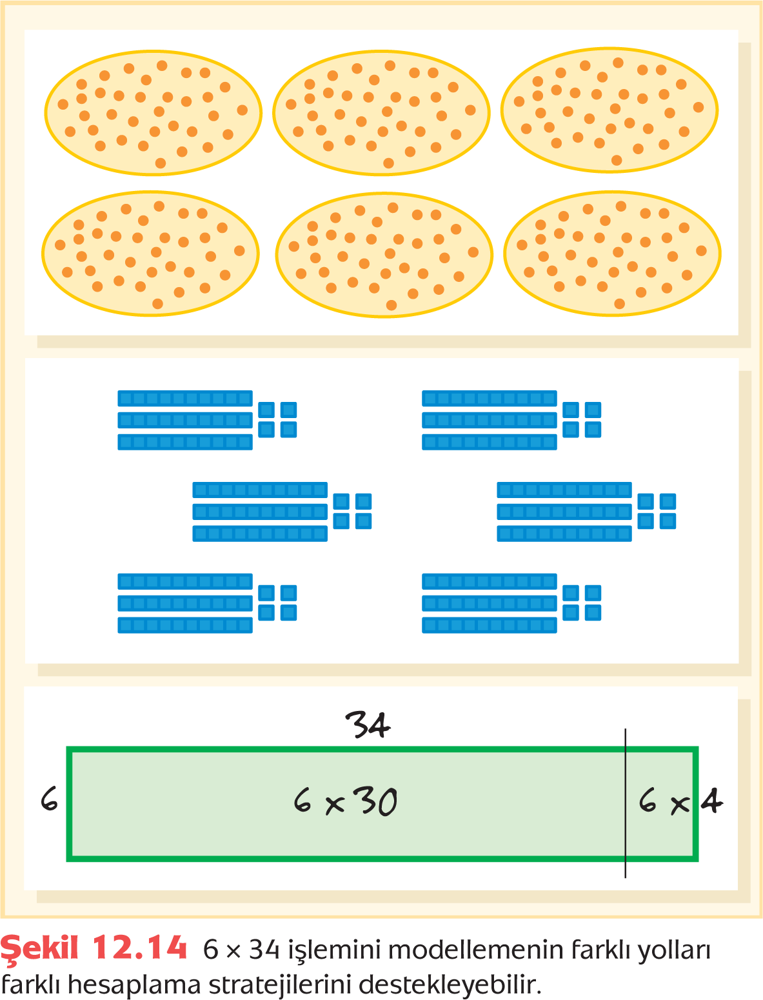 34
6
6 x 30
6 x 4
Şekil 12.14 6 × 34 işlemini modellemenin farklı yolları
farklı hesaplama stratejilerini destekleyebilir.